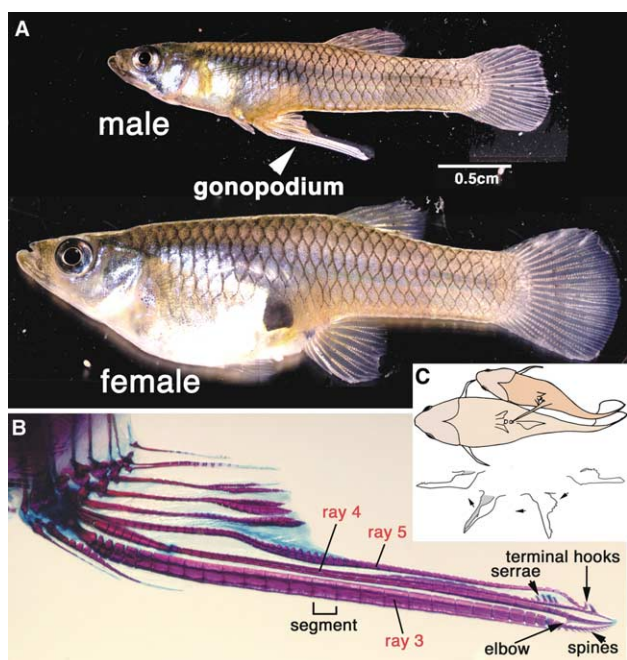 A
male
gonopodium
0.5cm
female
C
B
ray 4
ray 5
terminal hooks
serrae
segment
ray 3
elbow
spines